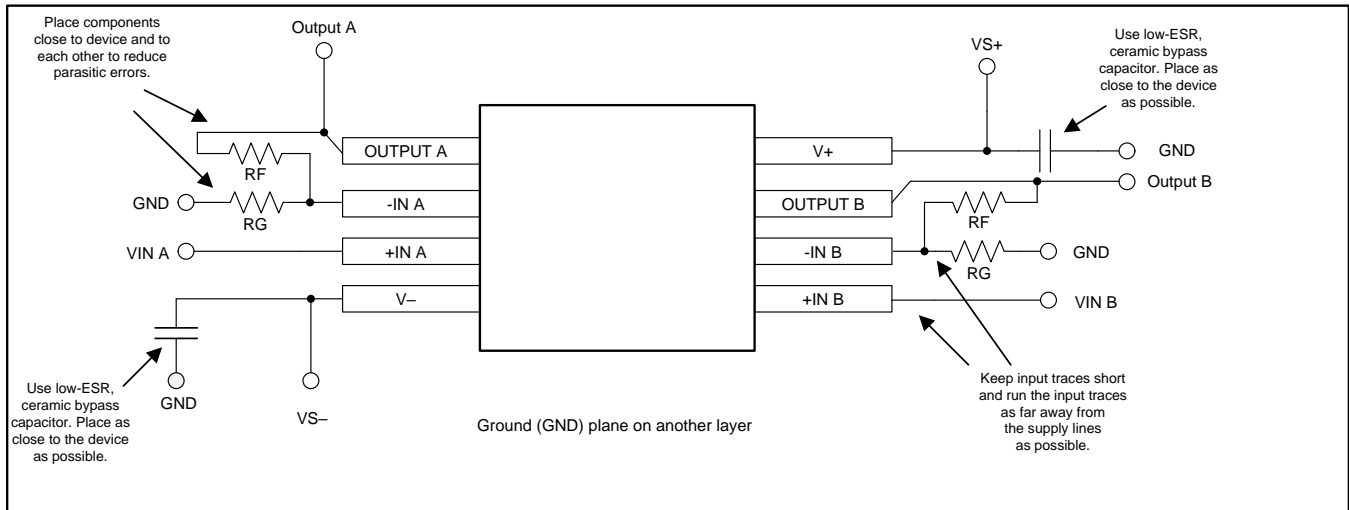 Place components
close to device and to
each other to reduce
parasitic errors.
Output A
VS+
Use low-ESR,
ceramic bypass
capacitor. Place as
close to the device
as possible.
OUTPUT A
V+
GND
RF
OUTPUT B
Output B
GND
-IN A
RF
RG
VIN A
+IN A
-IN B
GND
RG
V–
+IN B
VIN B
Use low-ESR,
ceramic bypass
capacitor. Place as
close to the device
as possible.
GND
VS–
Ground (GND) plane on another layer
Keep input traces short
and run the input traces
as far away from
the supply lines
as possible.